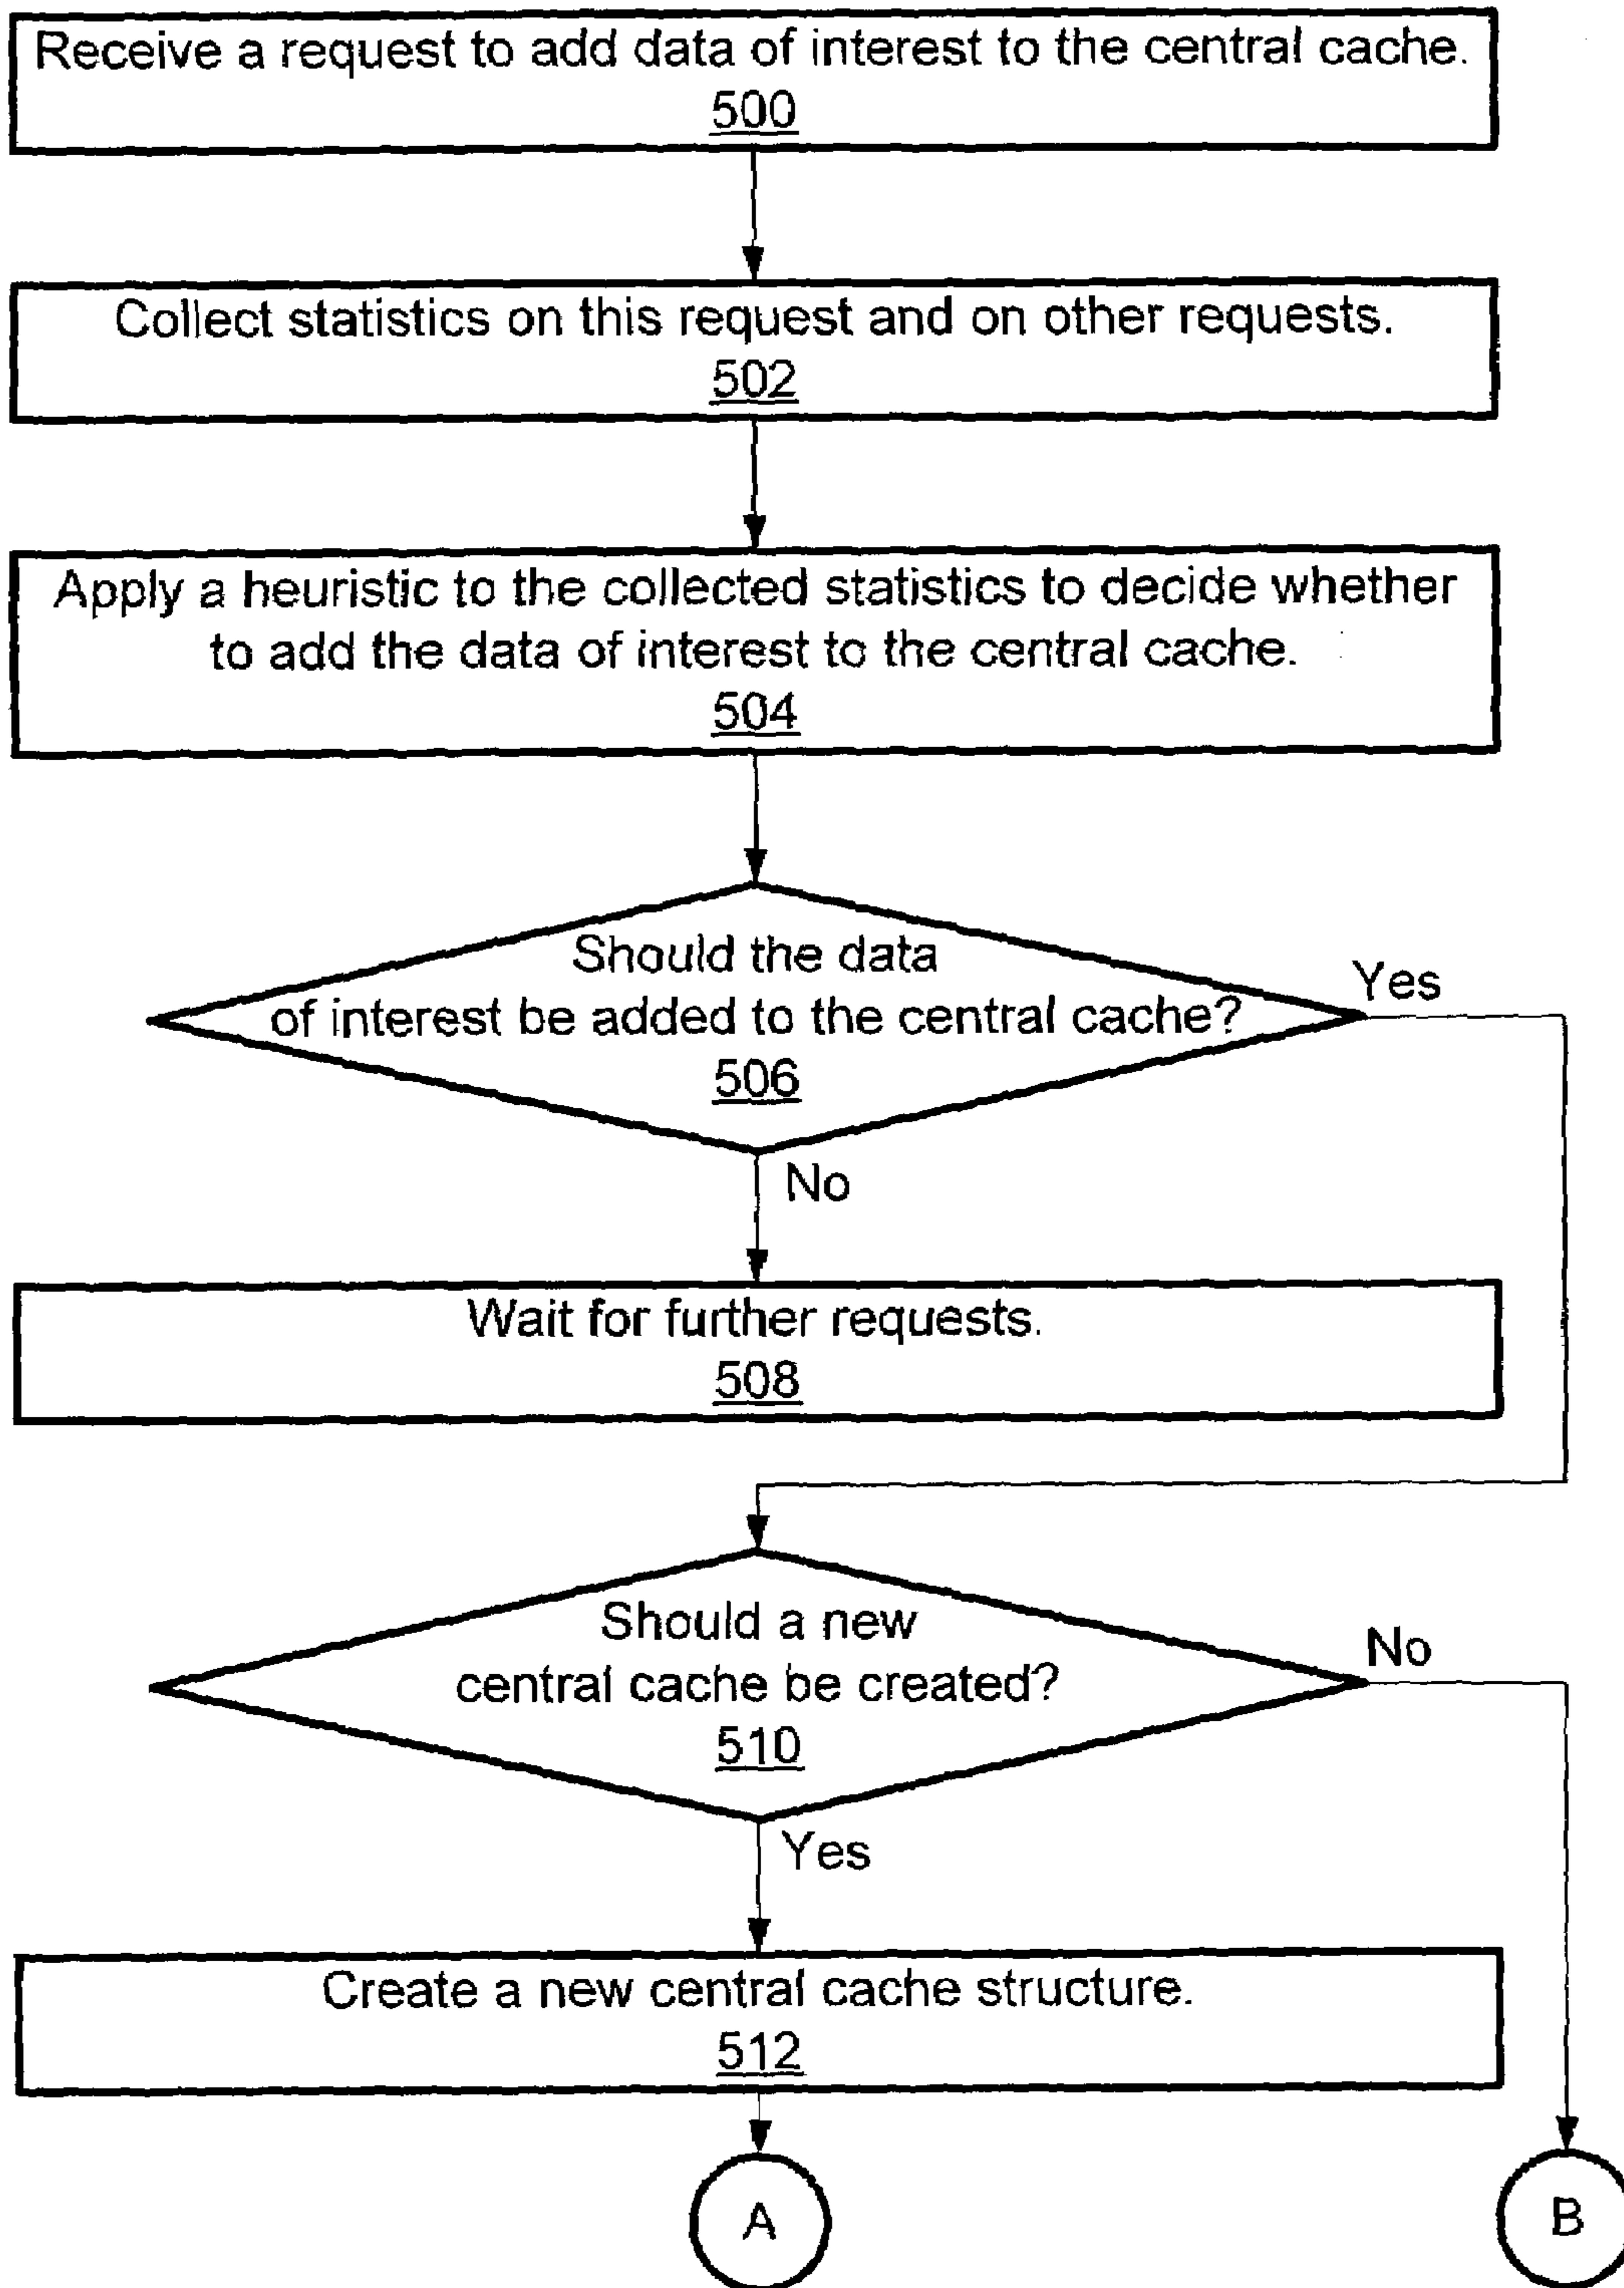 Receive a request to add data of interest to the central cache.
500
Collect statistics on this request and on other requests.
502
Apply a heuristic to the collected statistics to decide whether
to add the data of interest to the central cache.
504
Should the data
of interest be added to the central cache?
506
Yes
No
Wait for further requests.
508
Should a new
central cache be created?
510
No
Yes
Create a new central cache structure.
512
A
B